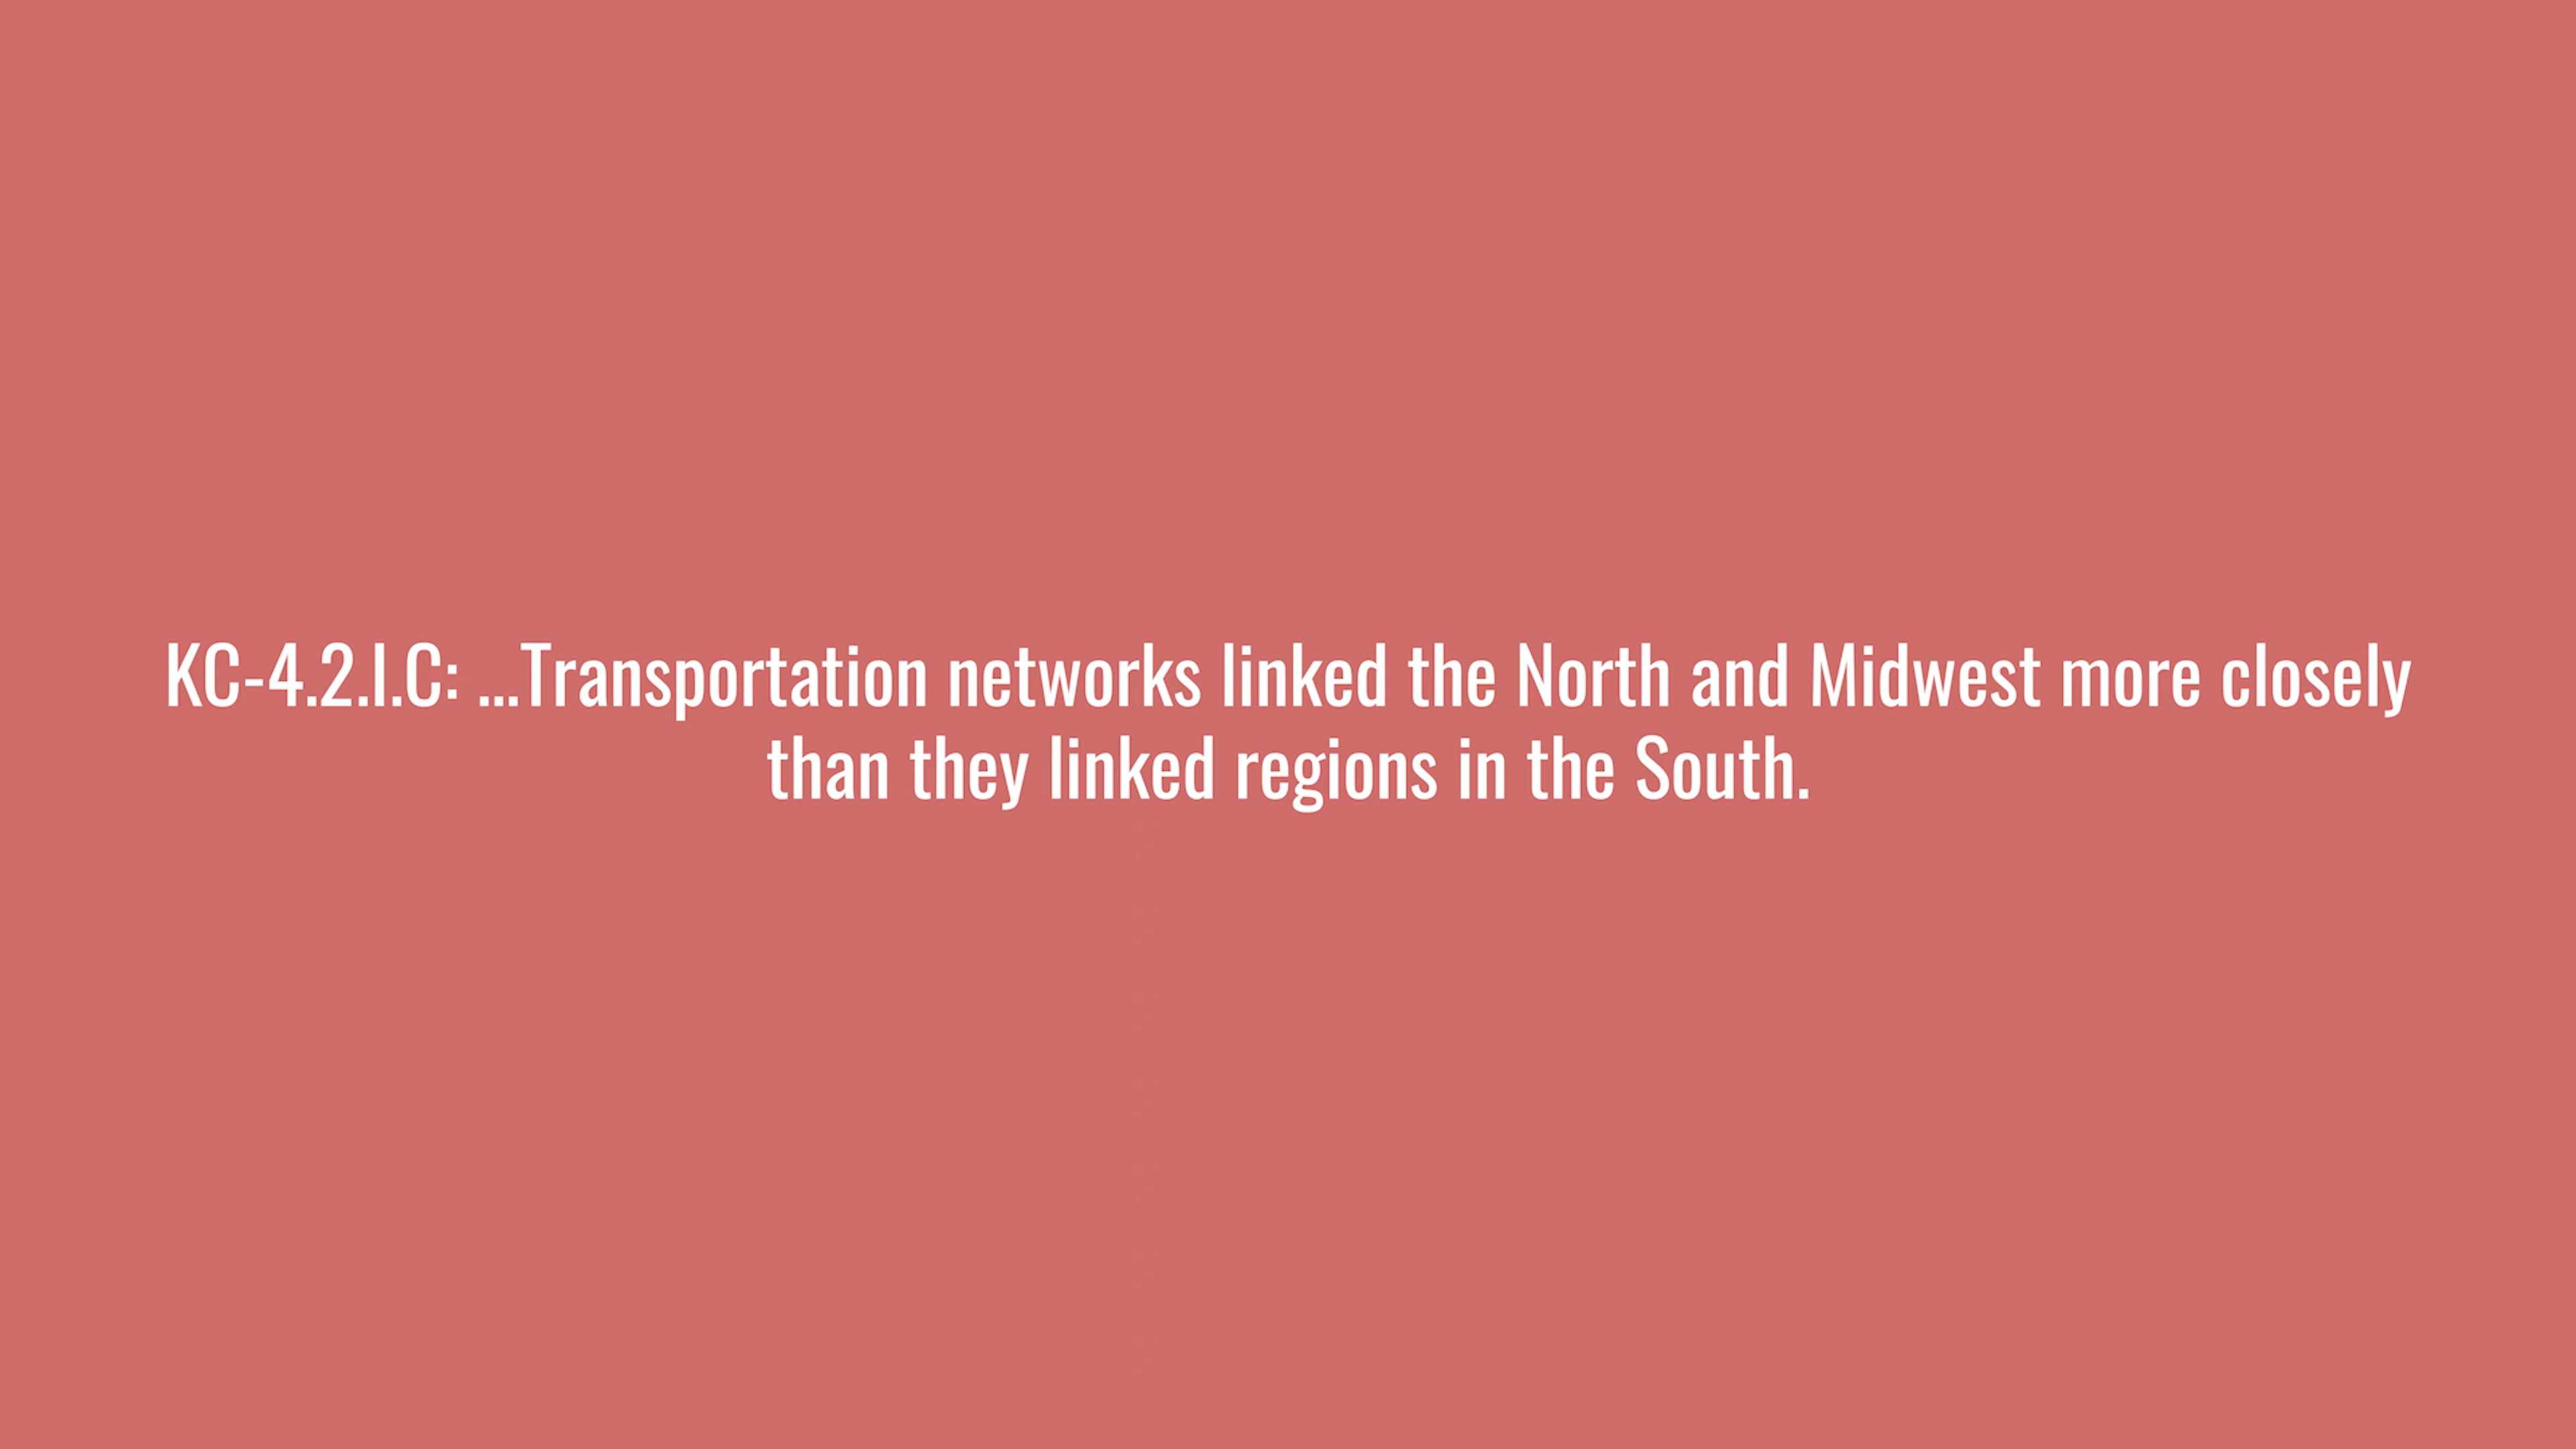 KC-4.2.I.C: ...Transportation networks linked the North and Midwest more closely
than they linked regions in the South.